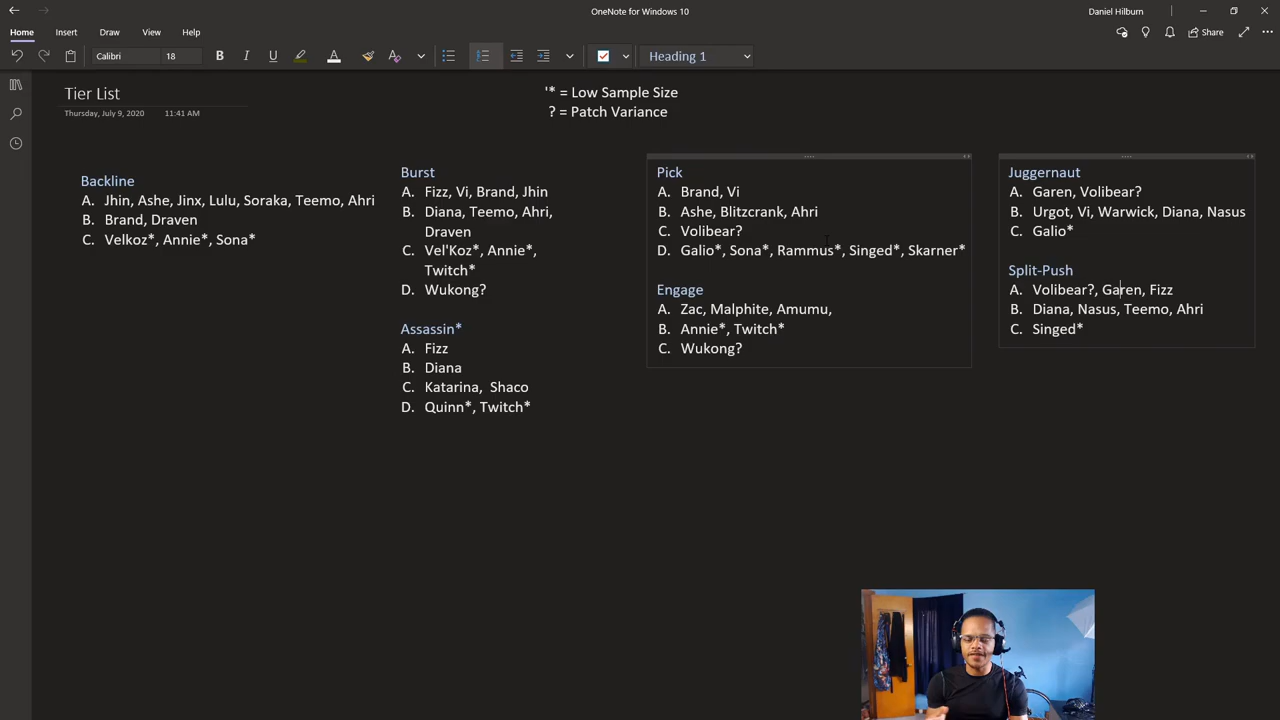 OneNote for Windows 10
Daniel Hilburn
Home Insert Draw View Help
Share
Calibri 18 B I U A Heading 1
Tier List
Thursday, July 9, 2020 11:41 AM
'* = Low Sample Size
? = Patch Variance
Backline
A. Jhin, Ashe, Jinx, Lulu, Soraka, Teemo, Ahri
B. Brand, Draven
C. Velkoz*, Annie*, Sona*
Burst
A. Fizz, Vi, Brand, Jhin
B. Diana, Teemo, Ahri,
Draven
C. Vel'Koz*, Annie*,
Twitch*
D. Wukong?
Assassin*
A. Fizz
B. Diana
C. Katarina, Shaco
D. Quinn*, Twitch*
Pick
A. Brand, Vi
B. Ashe, Blitzcrank, Ahri
C. Volibear?
D. Galio*, Sona*, Rammus*, Singed*, Skarner*
Engage
A. Zac, Malphite, Amumu,
B. Annie*, Twitch*
C. Wukong?
Juggernaut
A. Garen, Volibear?
B. Urgot, Vi, Warwick, Diana, Nasus
C. Galio*
Split-Push
A. Volibear?, Garen, Fizz
B. Diana, Nasus, Teemo, Ahri
C. Singed*